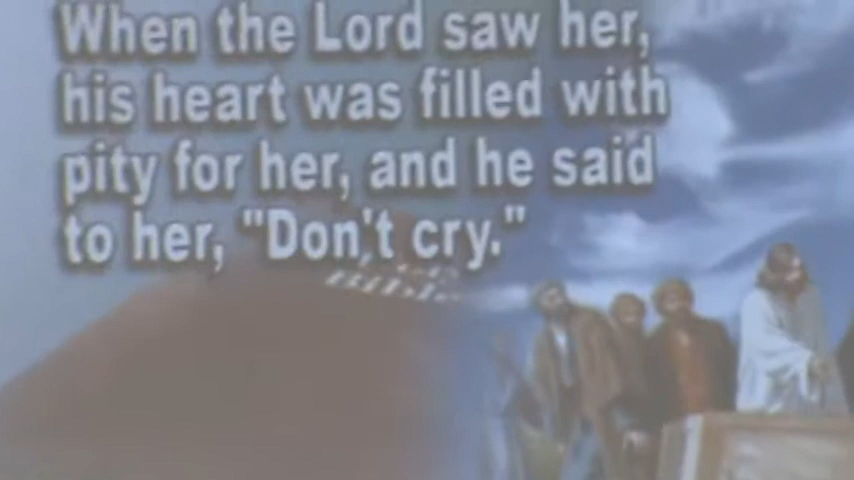 When the Lord saw her,
his heart was filled with
pity for her, and he said
to her, "Don't cry."
Bible